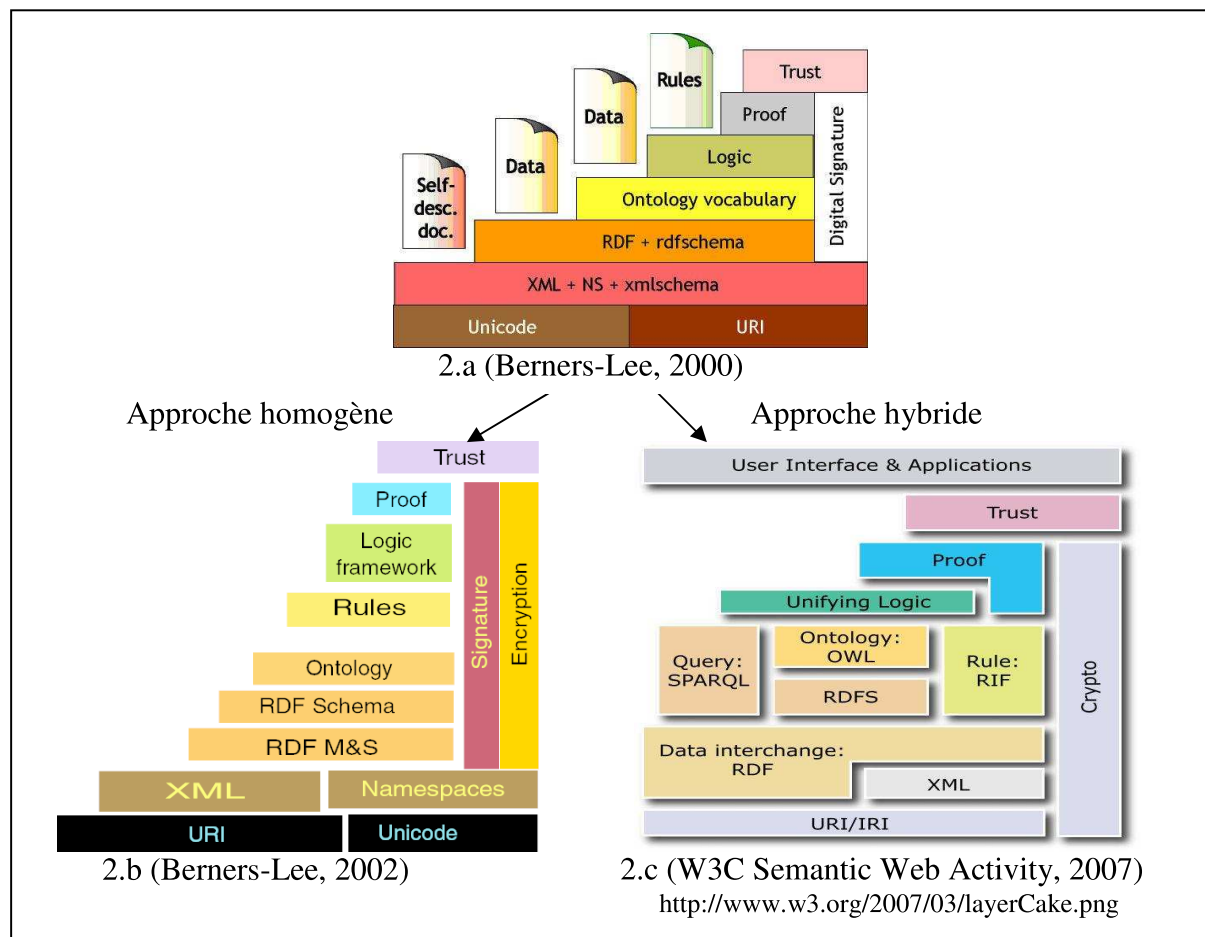 Rules
Trust
Data
Proof
Data
Logic
Self-
desc.
doc.
Ontology vocabulary
Digital Signature
RDF + rdfschema
XML + NS + xmlschema
Unicode
URI
2.a (Berners-Lee, 2000)
Approche homogène
Approche hybride
Trust
Proof
Logic
framework
Rules
Ontology
RDF Schema
RDF M&S
Signature
Encryption
XML
Namespaces
URI
Unicode
2.b (Berners-Lee, 2002)
User Interface & Applications
Trust
Proof
Unifying Logic
Query:
SPARQL
Ontology:
OWL
RDFS
Rule:
RIF
Crypto
Data interchange:
RDF
XML
URI/IRI
2.c (W3C Semantic Web Activity, 2007)
http://www.w3.org/2007/03/layerCake.png